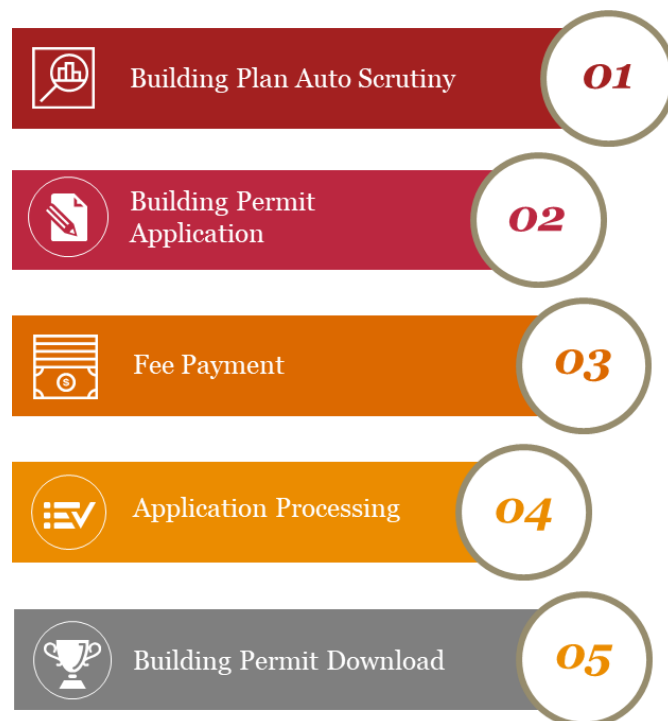 Building Plan Auto Scrutiny
01
Building Permit
Application
02
Fee Payment
03
Application Processing
04
Building Permit Download
05